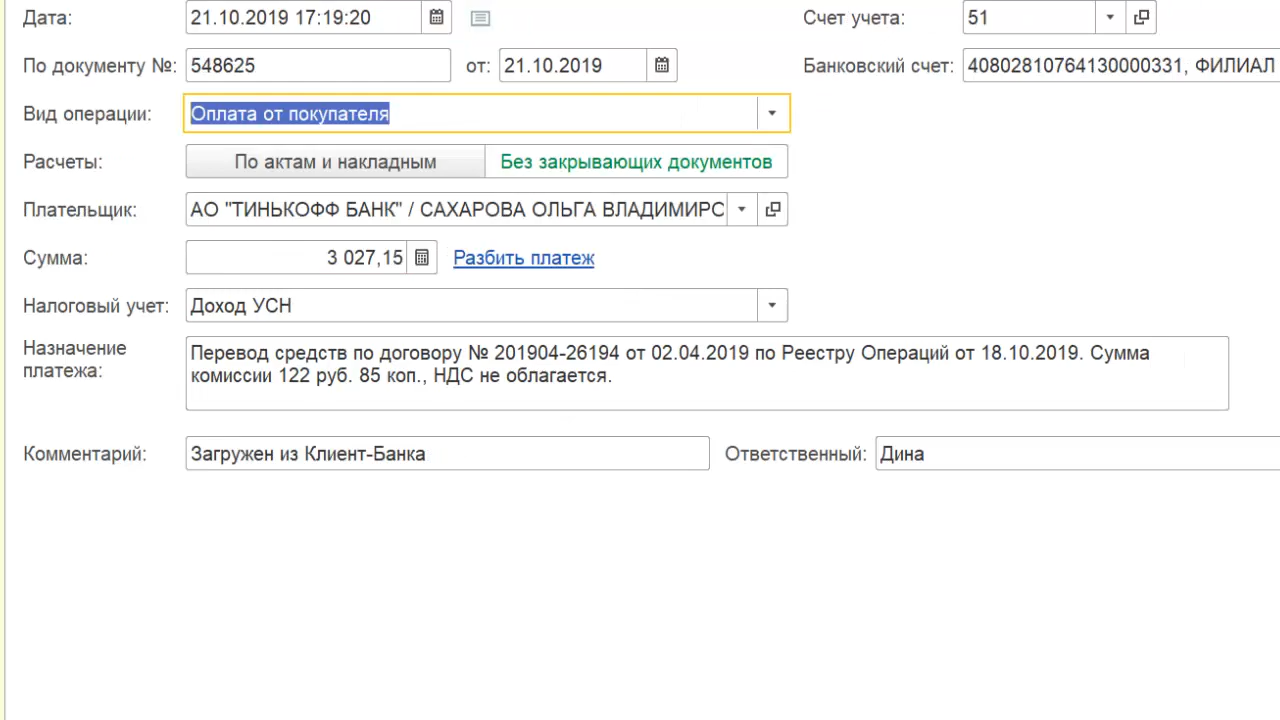 Дата: 21.10.2019 17:19:20 Счет учета: 51
По документу №: 548625 от: 21.10.2019 Банковский счет: 40802810764130000331, ФИЛИАЛ
Вид операции: Оплата от покупателя
Расчеты: По актам и накладным Без закрывающих документов
Плательщик: АО "ТИНЬКОФФ БАНК" / САХАРОВА ОЛЬГА ВЛАДИМИРО
Сумма: 3 027,15 Разбить платеж
Налоговый учет: Доход УСН
Назначение платежа: Перевод средств по договору № 201904-26194 от 02.04.2019 по Реестру Операций от 18.10.2019. Сумма
комиссии 122 руб. 85 коп., НДС не облагается.
Комментарий: Загружен из Клиент-Банка Ответственный: Дина